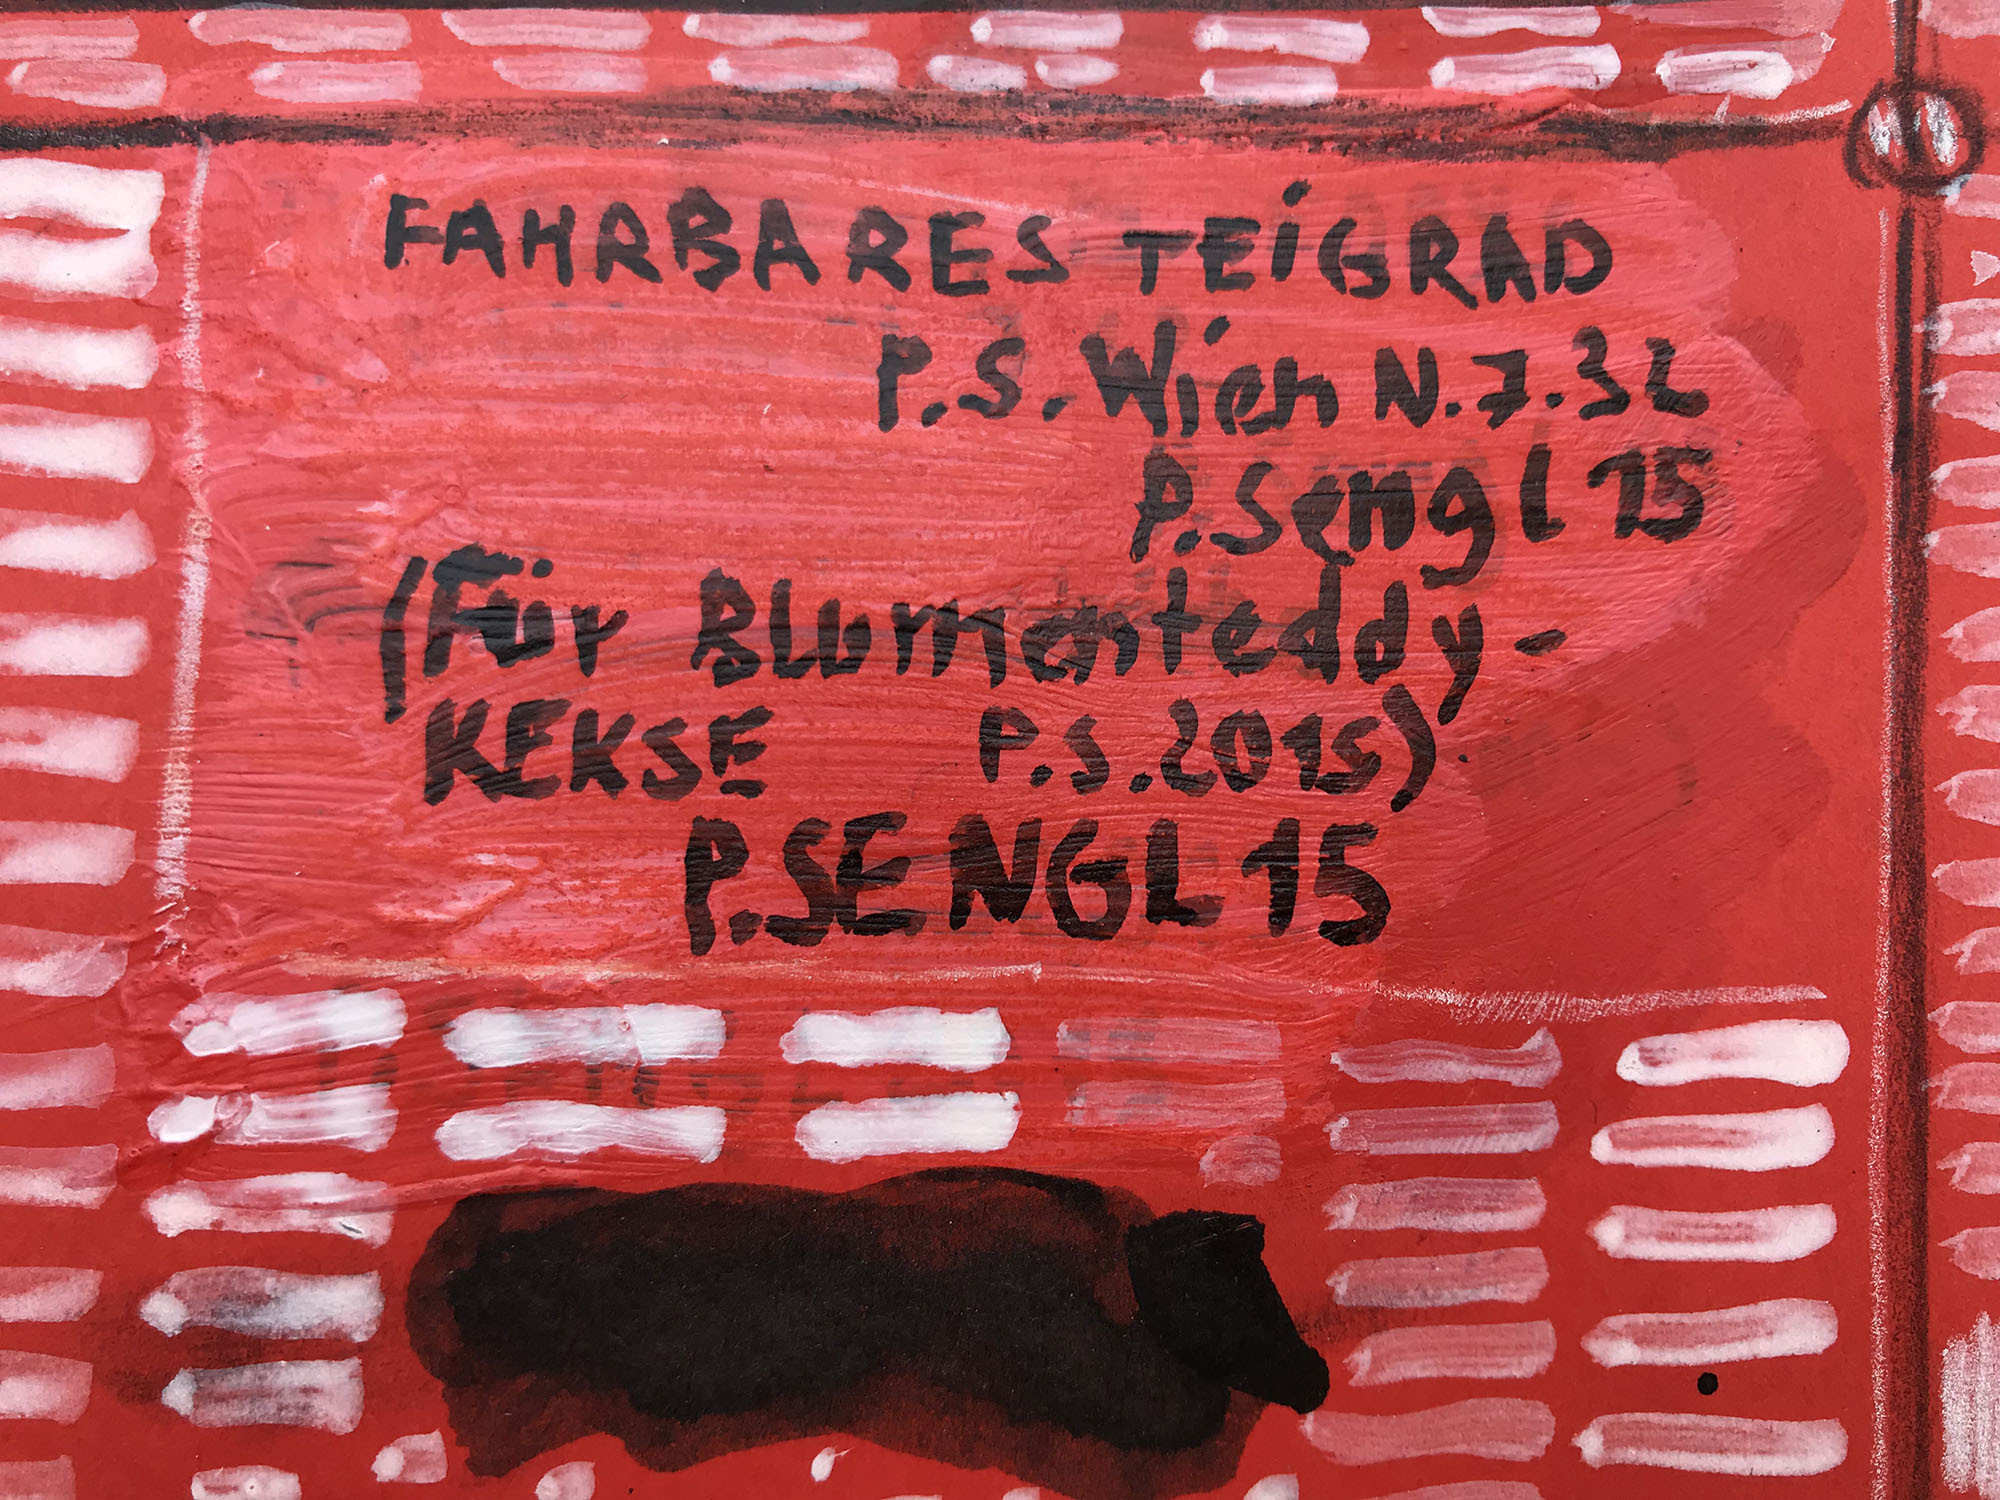 FAHRBARES TEiGRAD
P.S. Wien N.7.32
P.Sengl 15
(Für Blumenteddy-
KEKSE P.S.2015)
P.SENGL 15